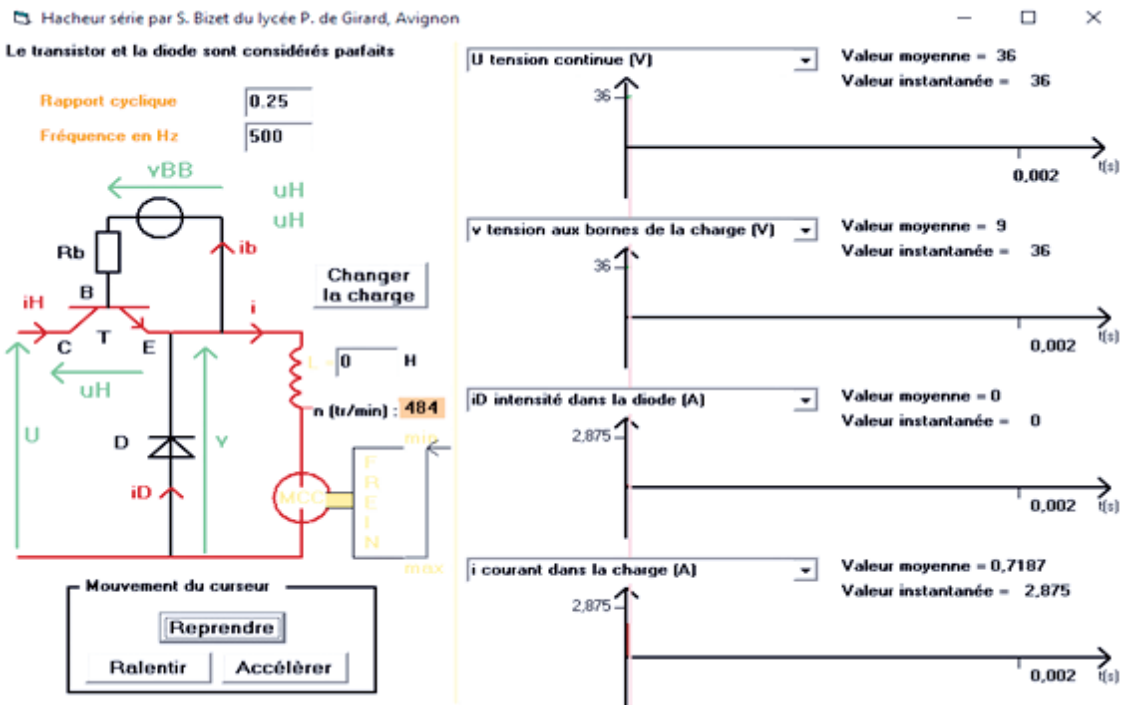 Hacheur série par S. Bizet du lycée P. de Girard, Avignon
Le transistor et la diode sont considérés parfaits
Rapport cyclique 0.25
Fréquence en Hz 500
vBB
uH
uH
Rb
ib
Changer
la charge
B
iH
i
C T E
uH
L = 0 H
n (tr/min) : 484
min
U
D
v
FREIN
MCC
iD
max
Mouvement du curseur
Reprendre
Ralentir Accélèrer
U tension continue (V)
Valeur moyenne = 36
Valeur instantanée = 36
36
0,002
t(s)
v tension aux bornes de la charge (V)
Valeur moyenne = 9
Valeur instantanée = 36
36
0,002
iD intensité dans la diode (A)
Valeur moyenne = 0
Valeur instantanée = 0
2,875
0,002
t(s)
i courant dans la charge (A)
Valeur moyenne = 0,7187
Valeur instantanée = 2,875
2,875
0,002
t(s)